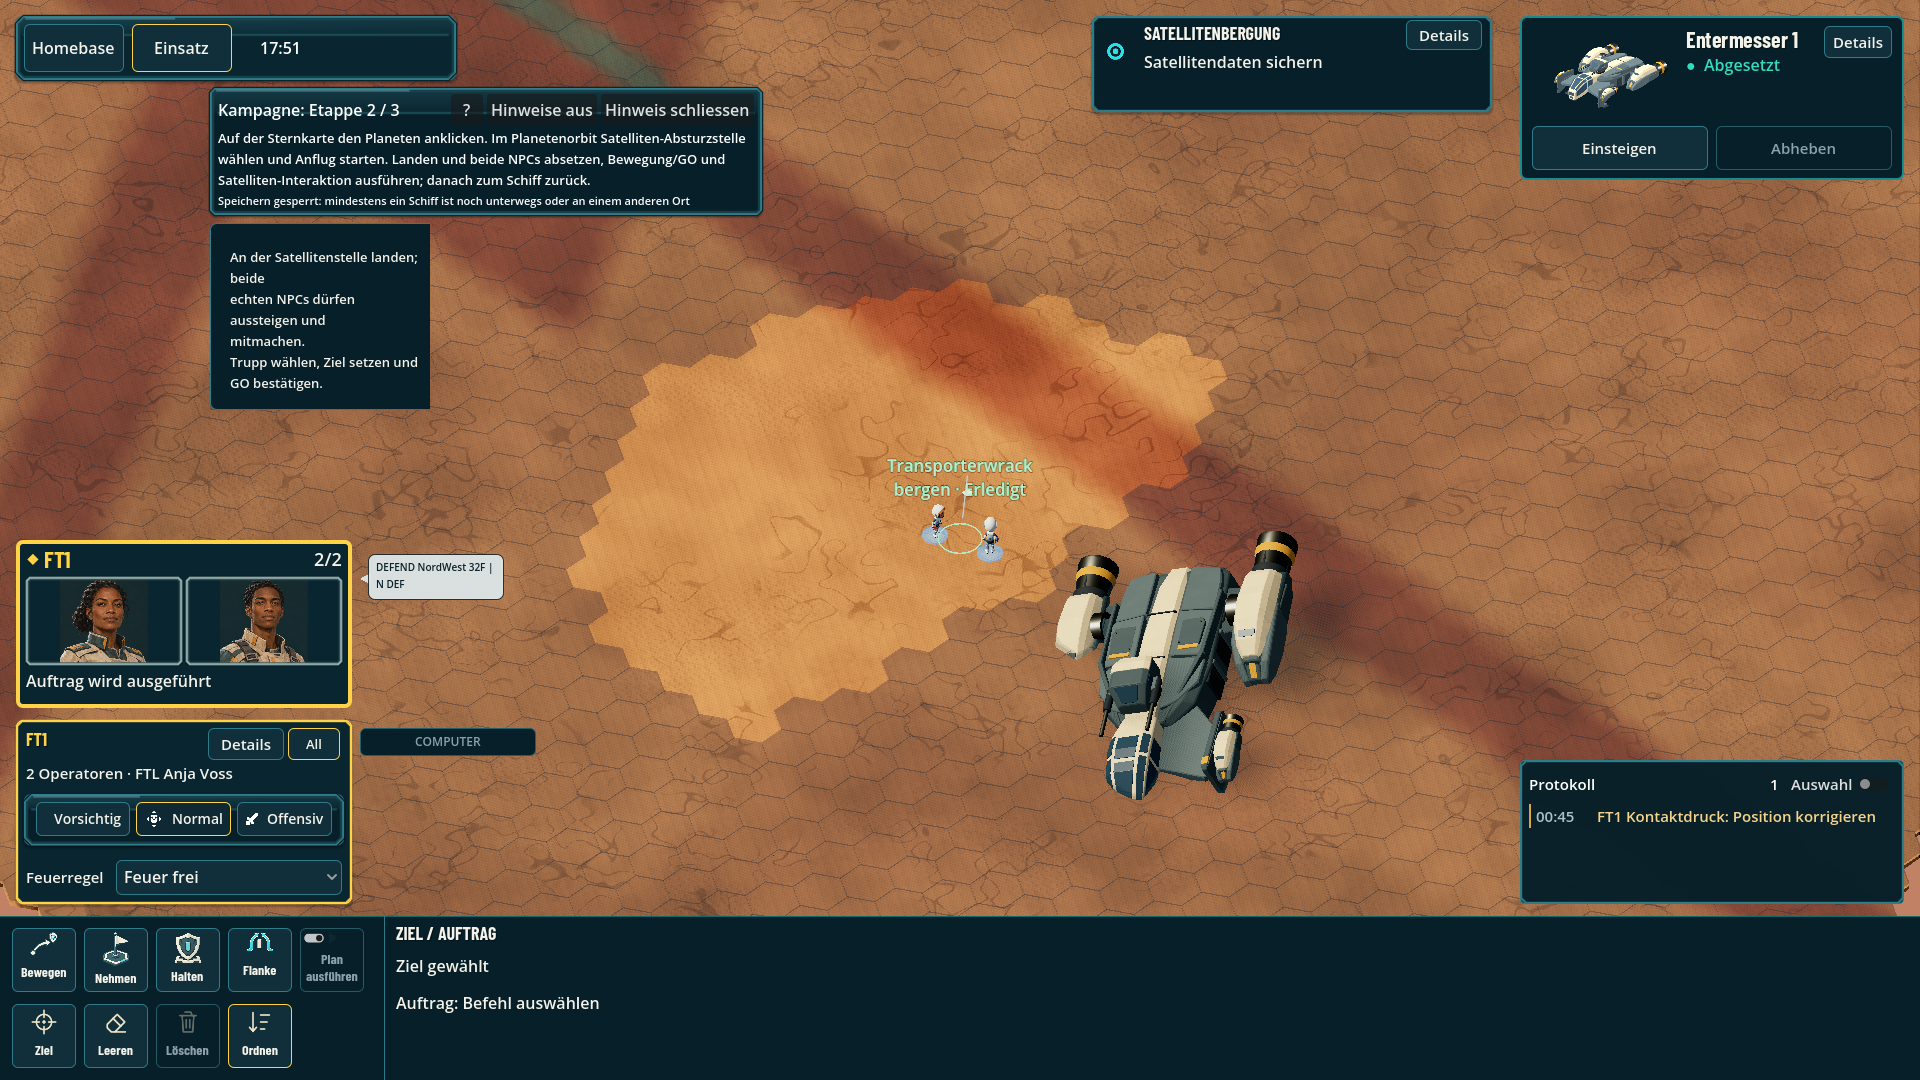 Homebase
Einsatz
17:51
Kampagne: Etappe 2 / 3
?
Hinweise aus
Hinweis schliessen
Auf der Sternkarte den Planeten anklicken. Im Planetenorbit Satelliten-Absturzstelle
wählen und Anflug starten. Landen und beide NPCs absetzen, Bewegung/GO und
Satelliten-Interaktion ausführen; danach zum Schiff zurück.
Speichern gesperrt: mindestens ein Schiff ist noch unterwegs oder an einem anderen Ort
An der Satellitenstelle landen;
beide
echten NPCs dürfen
aussteigen und
mitmachen.
Trupp wählen, Ziel setzen und
GO bestätigen.
SATELLITENBERGUNG
Details
Satellitendaten sichern
Entermesser 1
Details
● Abgesetzt
Einsteigen
Abheben
Transporterwrack
bergen · Erledigt
FT1
2/2
Auftrag wird ausgeführt
DEFEND NordWest 32F |
N DEF
FT1
Details
All
2 Operatoren · FTL Anja Voss
Vorsichtig
Normal
Offensiv
Feuerregel
Feuer frei
COMPUTER
Protokoll
1
Auswahl
00:45
FT1 Kontaktdruck: Position korrigieren
Bewegen
Nehmen
Halten
Flanke
Plan
ausführen
Ziel
Leeren
Löschen
Ordnen
ZIEL / AUFTRAG
Ziel gewählt
Auftrag: Befehl auswählen